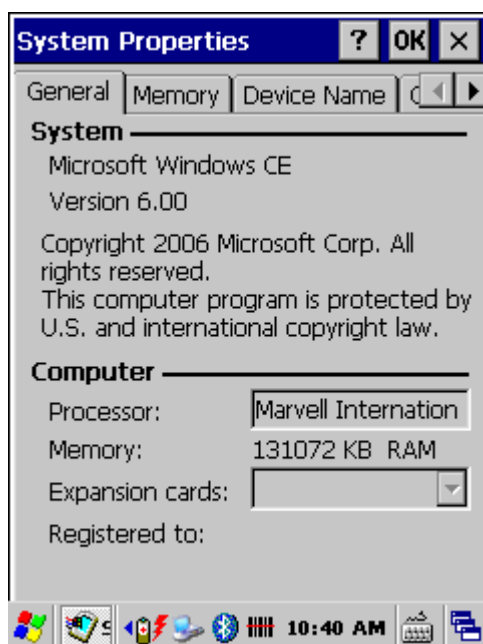 System Properties ? OK ×
General Memory Device Name
System
Microsoft Windows CE
Version 6.00
Copyright 2006 Microsoft Corp. All
rights reserved.
This computer program is protected by
U.S. and international copyright law.
Computer
Processor: Marvell Internation
Memory: 131072 KB RAM
Expansion cards:
Registered to:
10:40 AM